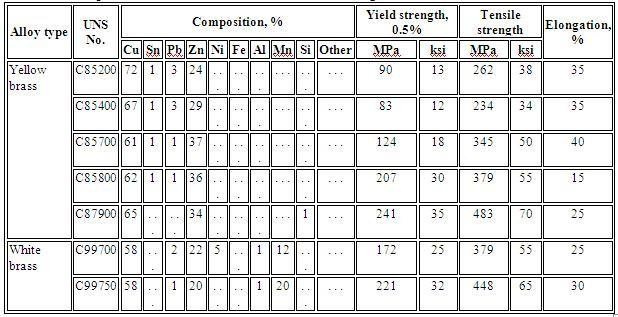 Alloy type UNS No. Composition, % Yield strength, 0.5% Tensile strength Elongation, %
Cu Sn Pb Zn Ni Fe Al Mn Si Other MPa ksi MPa ksi
Yellow brass C85200 72 1 3 24 ... ... ... ... ... ... 90 13 262 38 35
C85400 67 1 3 29 ... ... ... ... ... ... 83 12 234 34 35
C85700 61 1 1 37 ... ... ... ... ... ... 124 18 345 50 40
C85800 62 1 1 36 ... ... ... ... ... ... 207 30 379 55 15
C87900 65 ... ... 34 ... ... ... ... 1 ... 241 35 483 70 25
White brass C99700 58 ... 2 22 5 ... 1 12 ... ... 172 25 379 55 25
C99750 58 ... 1 20 ... ... 1 20 ... ... 221 32 448 65 30